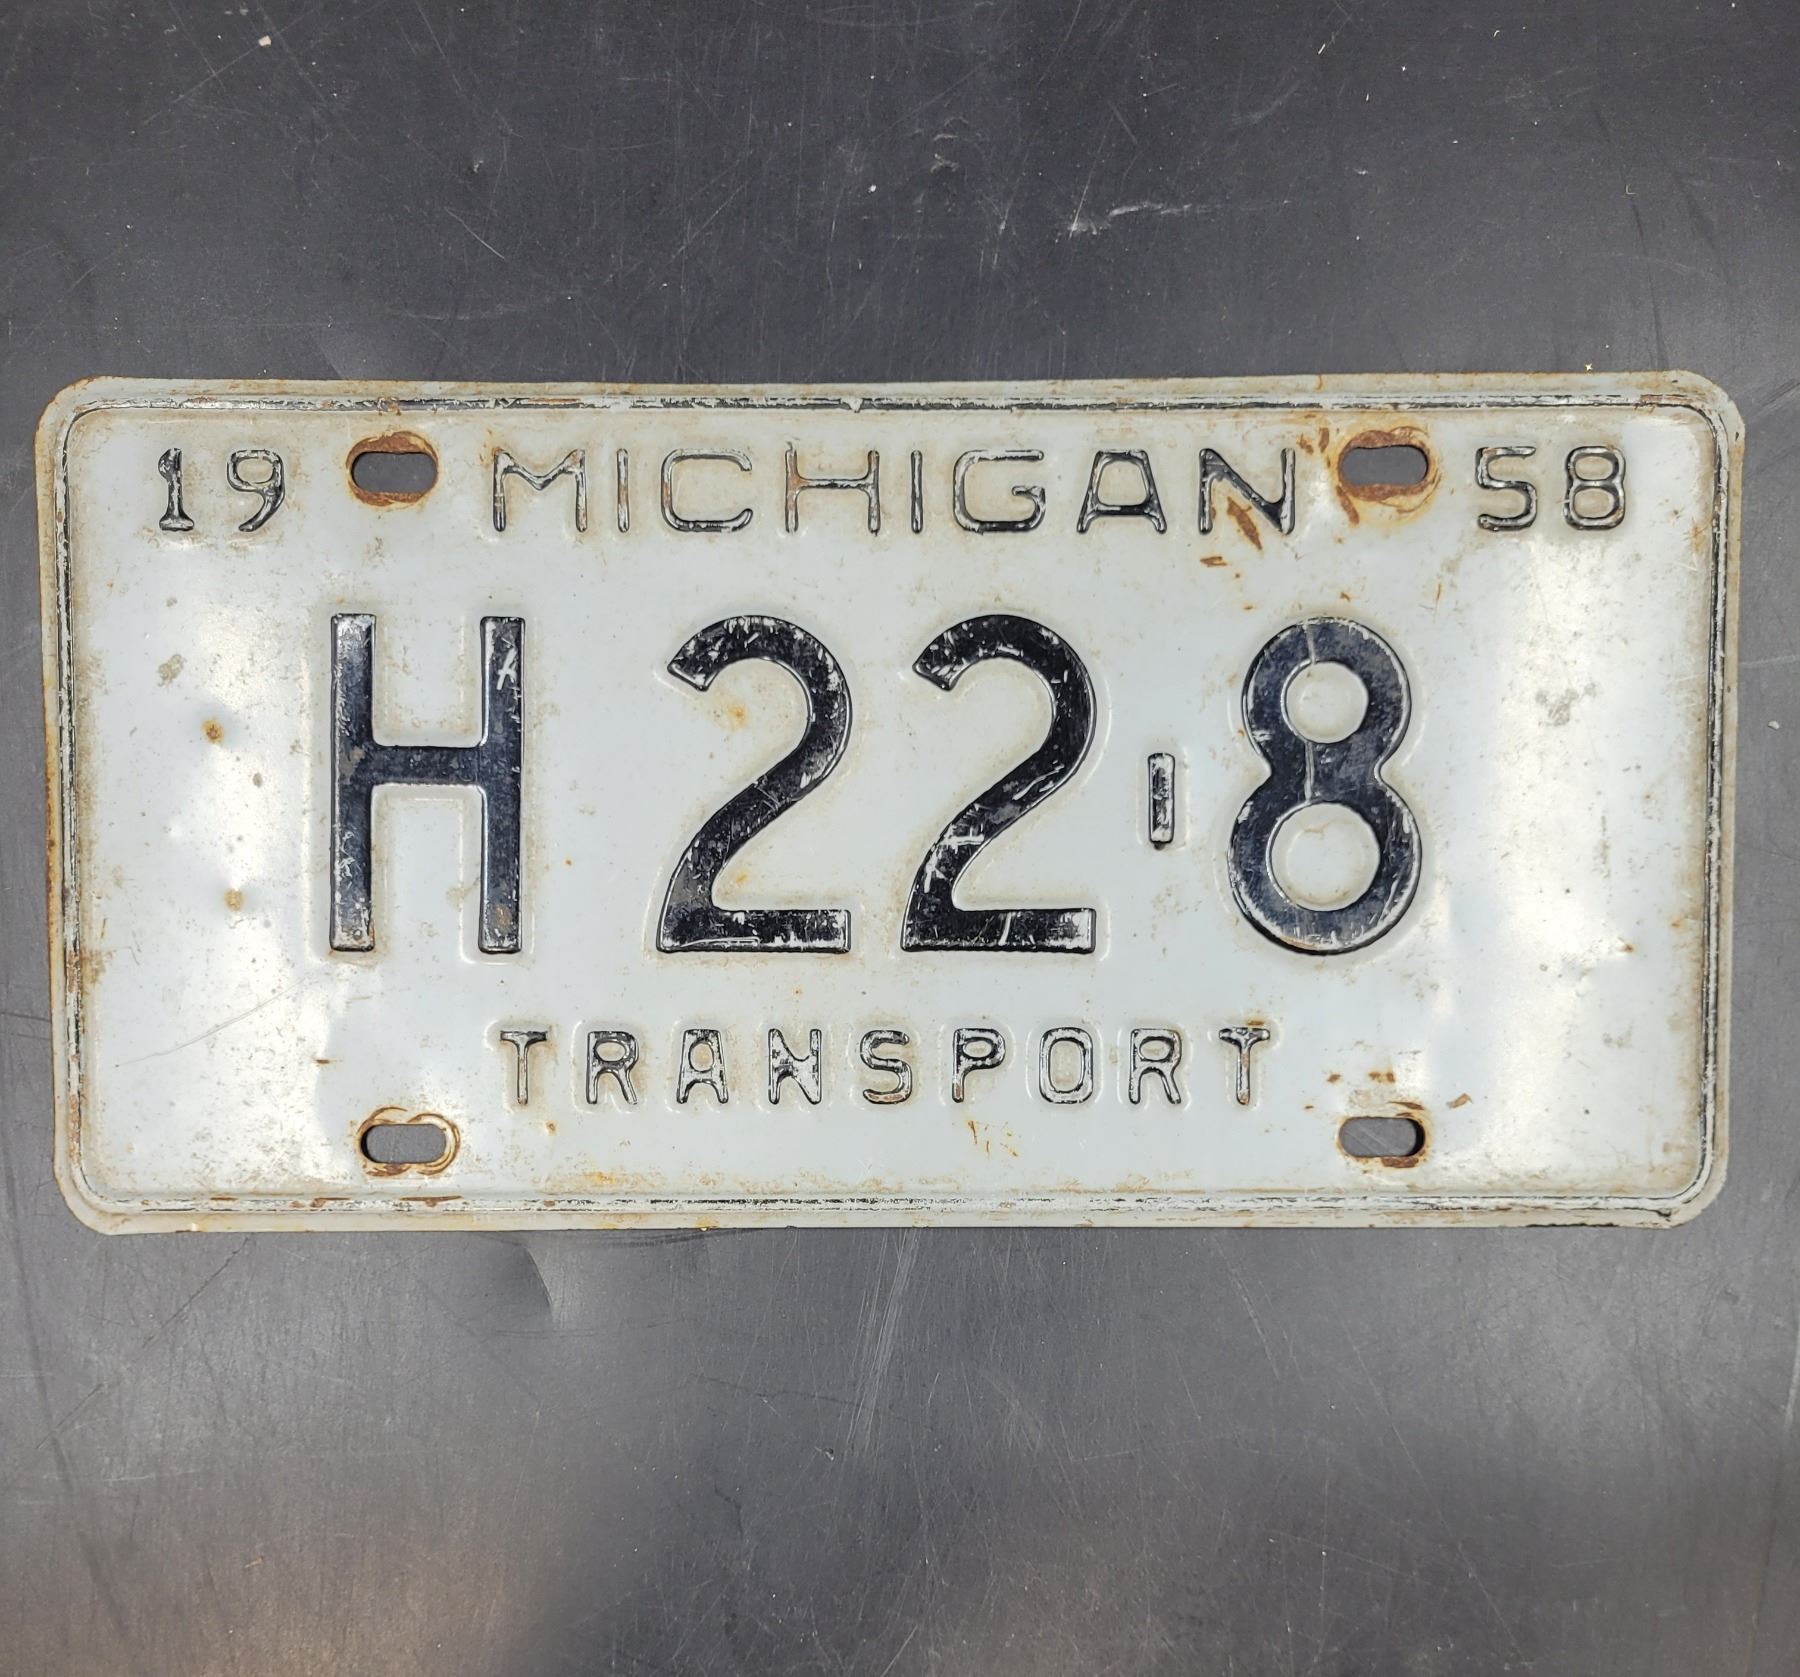 19 MICHIGAN 58
H 22-8
TRANSPORT